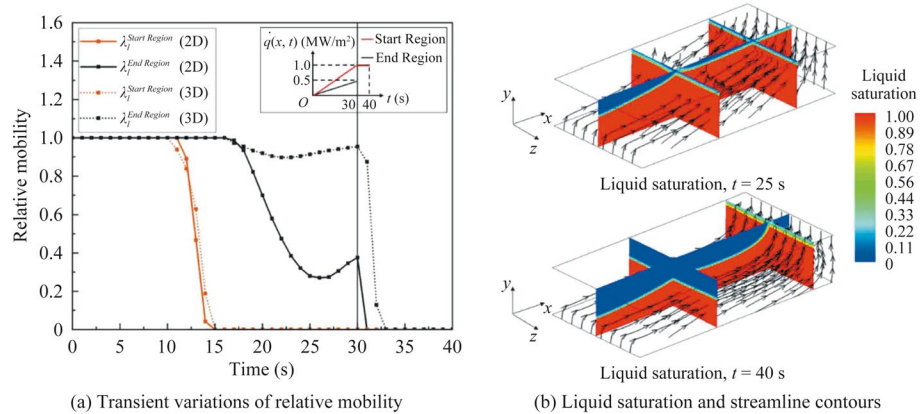 1.6
1.4
1.2
1.0
0.8
0.6
0.4
0.2
0
Relative mobility
λ_l^Start Region (2D)
λ_l^End Region (2D)
λ_l^Start Region (3D)
λ_l^End Region (3D)
q̇(x, t) (MW/m²)
Start Region
End Region
1.0
0.5
O
30
40
t (s)
0 5 10 15 20 25 30 35 40
Time (s)
(a) Transient variations of relative mobility
y
x
z
Liquid saturation, t = 25 s
y
x
z
Liquid saturation, t = 40 s
Liquid
saturation
1.00
0.89
0.78
0.67
0.56
0.44
0.33
0.22
0.11
0
(b) Liquid saturation and streamline contours